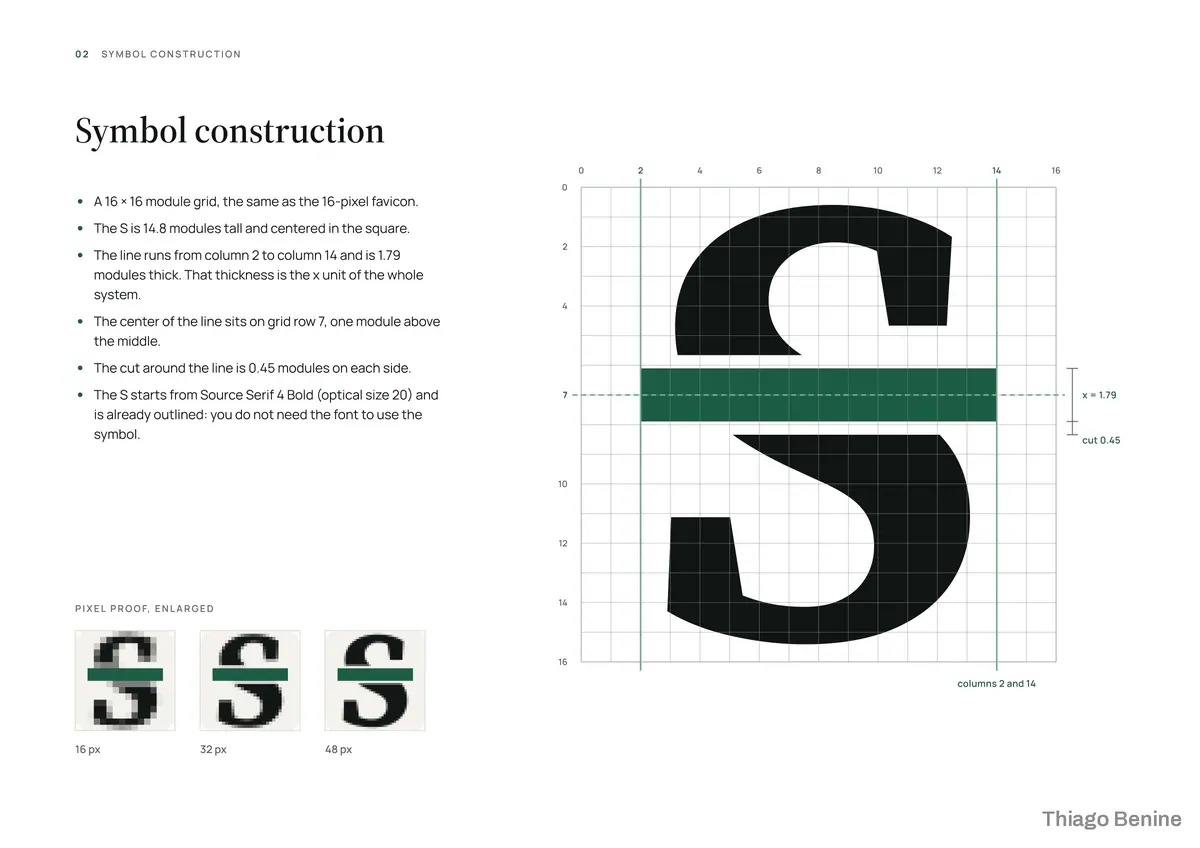 02 SYMBOL CONSTRUCTION
Symbol construction
• A 16 × 16 module grid, the same as the 16-pixel favicon.
• The S is 14.8 modules tall and centered in the square.
• The line runs from column 2 to column 14 and is 1.79
modules thick. That thickness is the x unit of the whole
system.
• The center of the line sits on grid row 7, one module above
the middle.
• The cut around the line is 0.45 modules on each side.
• The S starts from Source Serif 4 Bold (optical size 20) and
is already outlined: you do not need the font to use the
symbol.
PIXEL PROOF, ENLARGED
16 px
32 px
48 px
0 2 4 6 8 10 12 14 16
0
2
4
7
10
12
14
16
S
x = 1.79
cut 0.45
columns 2 and 14
Thiago Benine